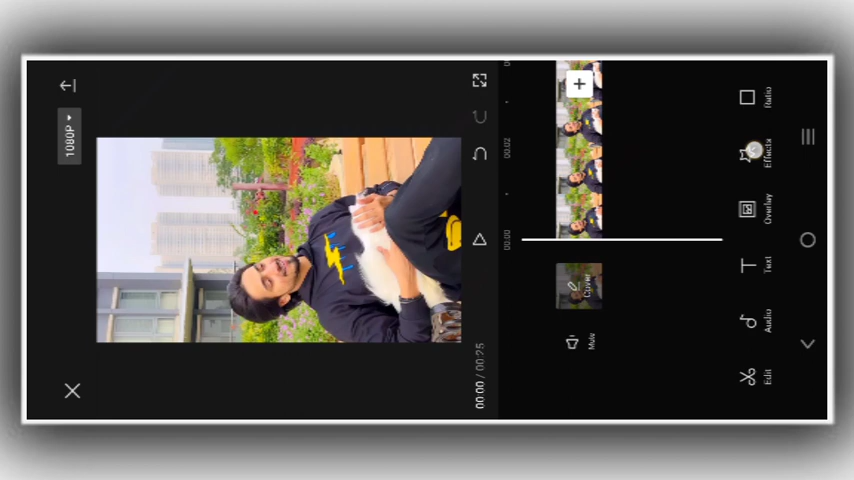 1080P
00:00 / 00:25
00:00
00:02
Mute
Cover
Edit
Audio
Text
Overlay
Effects
Ratio